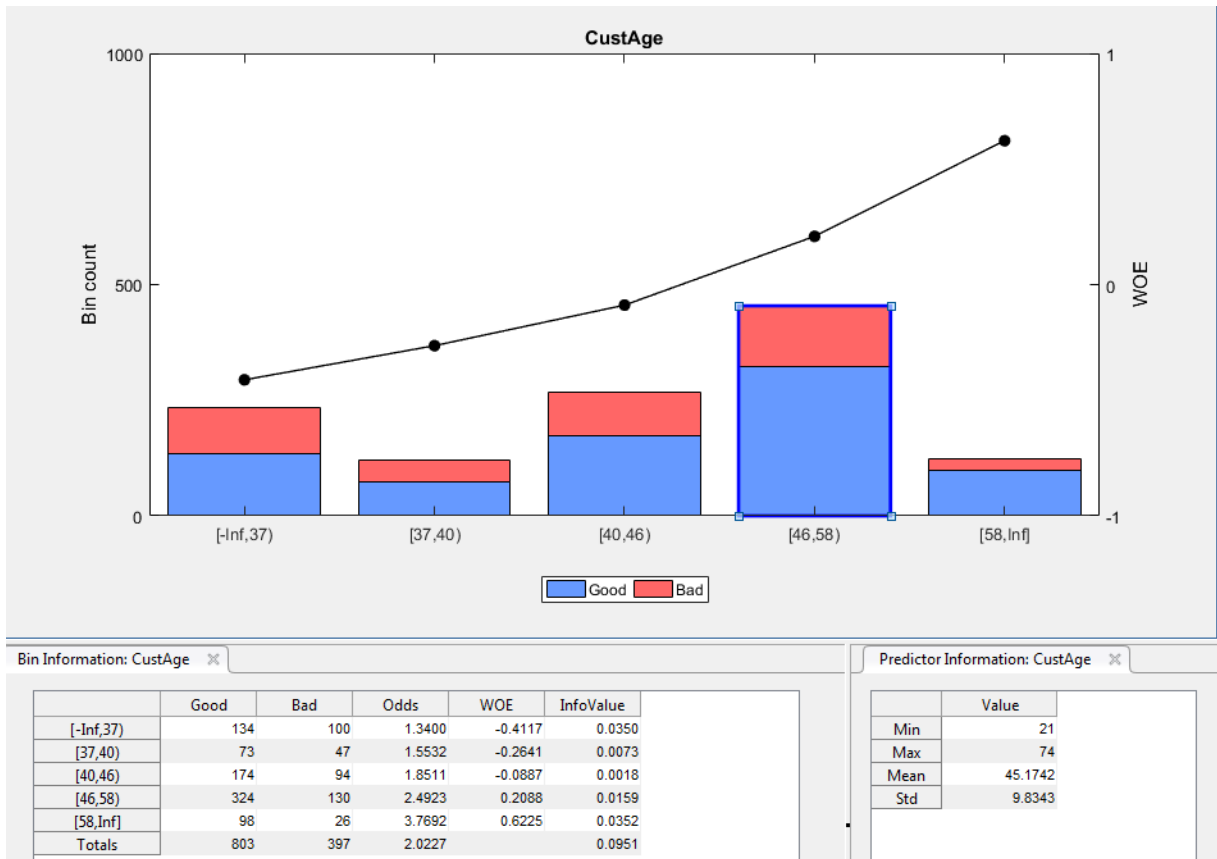 CustAge
1000
500
0
Bin count
1
0
-1
WOE
[-Inf,37)
[37,40)
[40,46)
[46,58)
[58,Inf]
Good Bad
Bin Information: CustAge
Good Bad Odds WOE InfoValue
[-Inf,37) 134 100 1.3400 -0.4117 0.0350
[37,40) 73 47 1.5532 -0.2641 0.0073
[40,46) 174 94 1.8511 -0.0887 0.0018
[46,58) 324 130 2.4923 0.2088 0.0159
[58,Inf] 98 26 3.7692 0.6225 0.0352
Totals 803 397 2.0227 0.0951
Predictor Information: CustAge
Value
Min 21
Max 74
Mean 45.1742
Std 9.8343